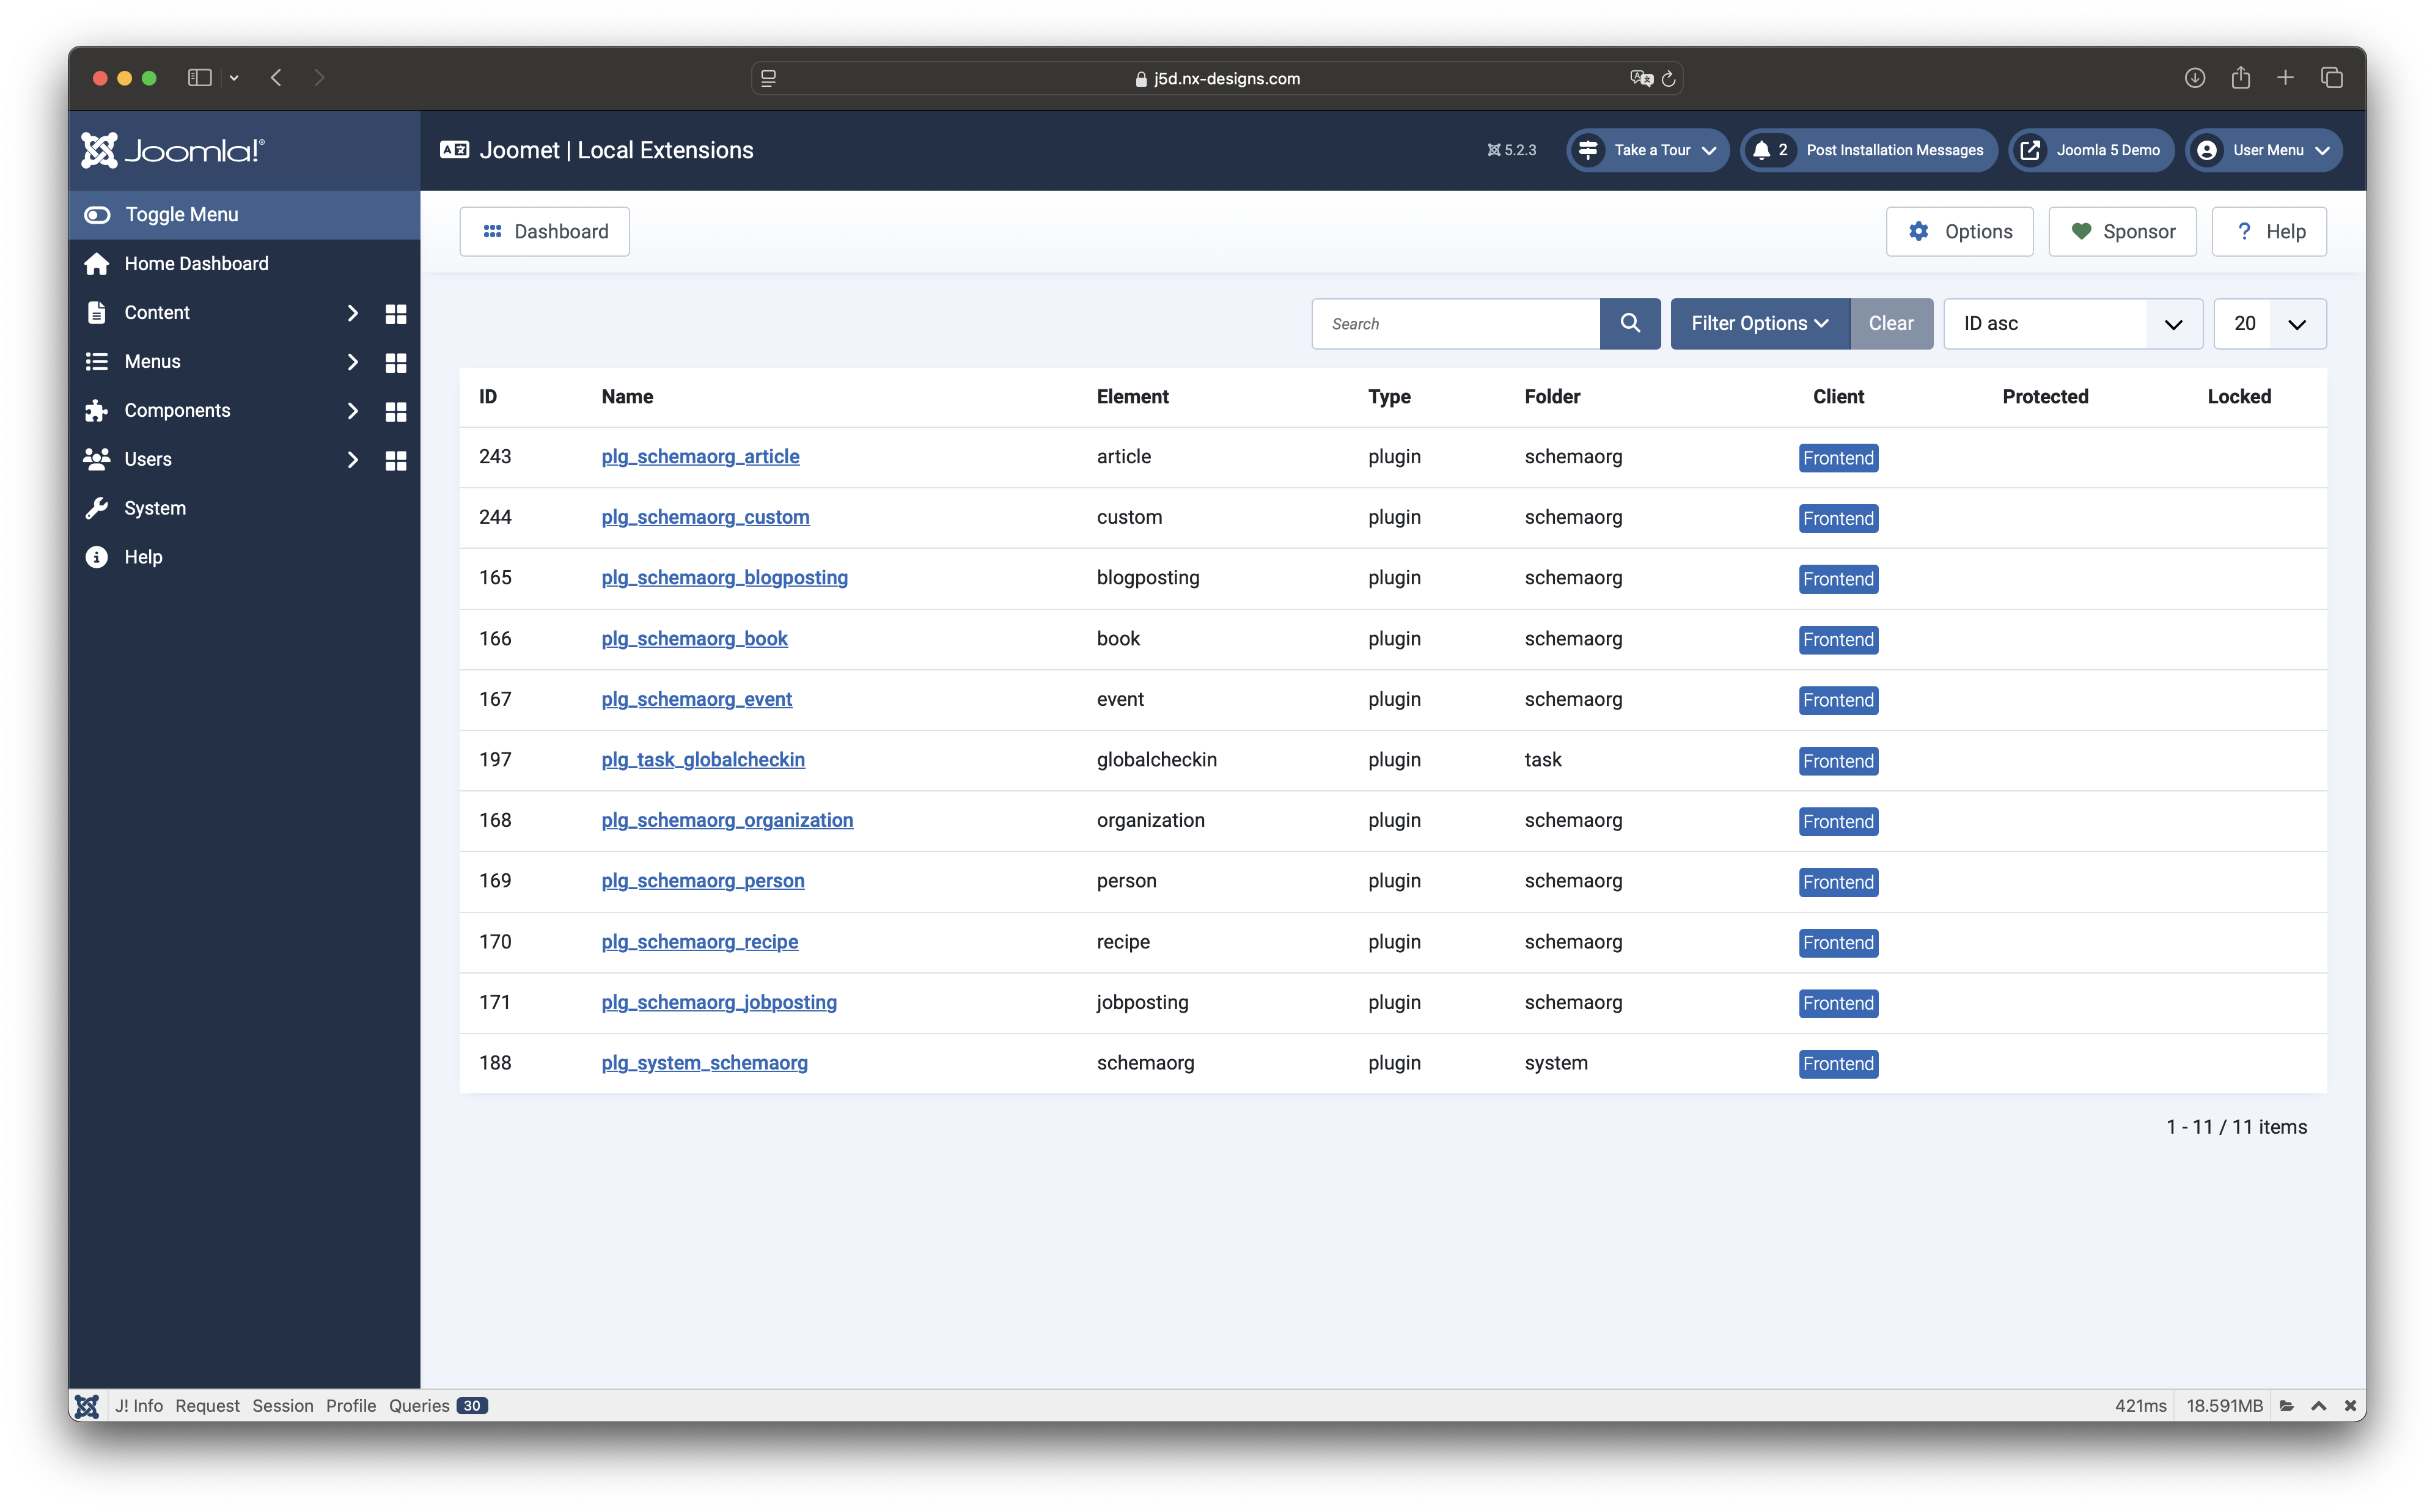 j5d.nx-designs.com
Joomla!®
Joomet | Local Extensions
5.2.3
Take a Tour
2 Post Installation Messages
Joomla 5 Demo
User Menu
Toggle Menu
Home Dashboard
Content
Menus
Components
Users
System
Help
Dashboard
Options
Sponsor
? Help
Search
Filter Options
Clear
ID asc
20
ID Name Element Type Folder Client Protected Locked
243 plg_schemaorg_article article plugin schemaorg Frontend
244 plg_schemaorg_custom custom plugin schemaorg Frontend
165 plg_schemaorg_blogposting blogposting plugin schemaorg Frontend
166 plg_schemaorg_book book plugin schemaorg Frontend
167 plg_schemaorg_event event plugin schemaorg Frontend
197 plg_task_globalcheckin globalcheckin plugin task Frontend
168 plg_schemaorg_organization organization plugin schemaorg Frontend
169 plg_schemaorg_person person plugin schemaorg Frontend
170 plg_schemaorg_recipe recipe plugin schemaorg Frontend
171 plg_schemaorg_jobposting jobposting plugin schemaorg Frontend
188 plg_system_schemaorg schemaorg plugin system Frontend
1 - 11 / 11 items
J! Info Request Session Profile Queries 30
421ms 18.591MB